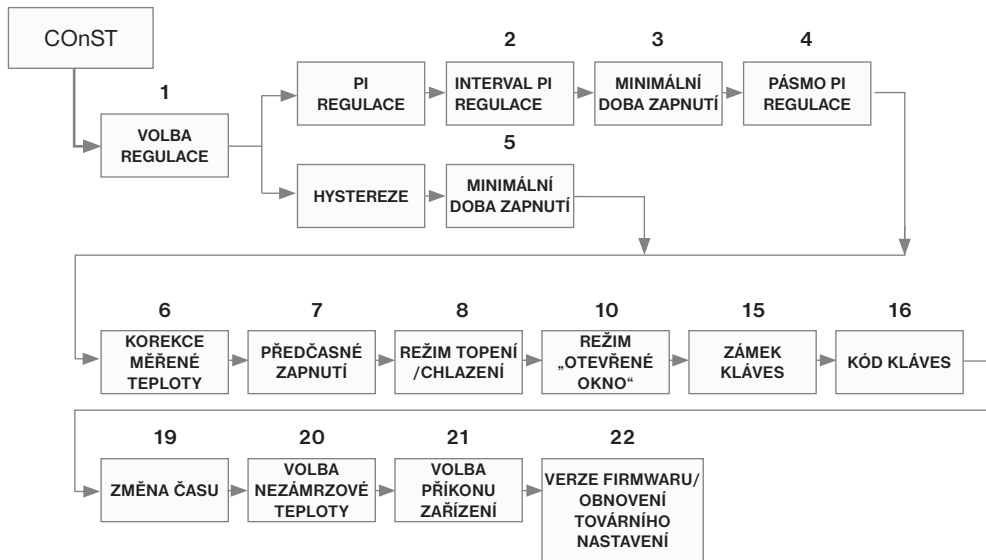 COnST
1
VOLBA
REGULACE
PI
REGULACE
2
INTERVAL PI
REGULACE
3
MINIMÁLNÍ
DOBA ZAPNUTÍ
4
PÁSMO PI
REGULACE
HYSTEREZE
5
MINIMÁLNÍ
DOBA ZAPNUTÍ
6
KOREKCE
MĚŘENÉ
TEPLOTY
7
PŘEDČASNÉ
ZAPNUTÍ
8
REŽIM TOPENÍ
/CHLAZENÍ
10
REŽIM
„OTEVŘENÉ
OKNO“
15
ZÁMEK
KLÁVES
16
KÓD KLÁVES
19
ZMĚNA ČASU
20
VOLBA
NEZÁMRZOVÉ
TEPLOTY
21
VOLBA
PŘÍKONU
ZAŘÍZENÍ
22
VERZE FIRMWARU/
OBNOVENÍ
TOVÁRNÍHO
NASTAVENÍ